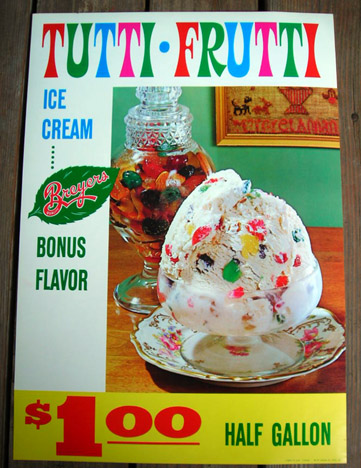 TUTTI·FRUTTI
ICE
CREAM
Breyers
BONUS
FLAVOR
$1.00
HALF GALLON